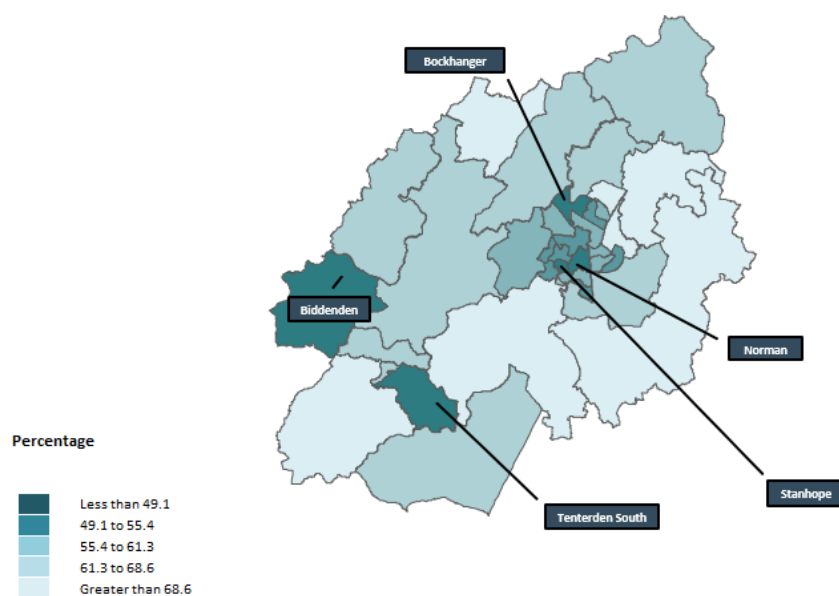 Bockhanger
Biddenden
Norman
Stanhope
Tenterden South
Percentage
Less than 49.1
49.1 to 55.4
55.4 to 61.3
61.3 to 68.6
Greater than 68.6